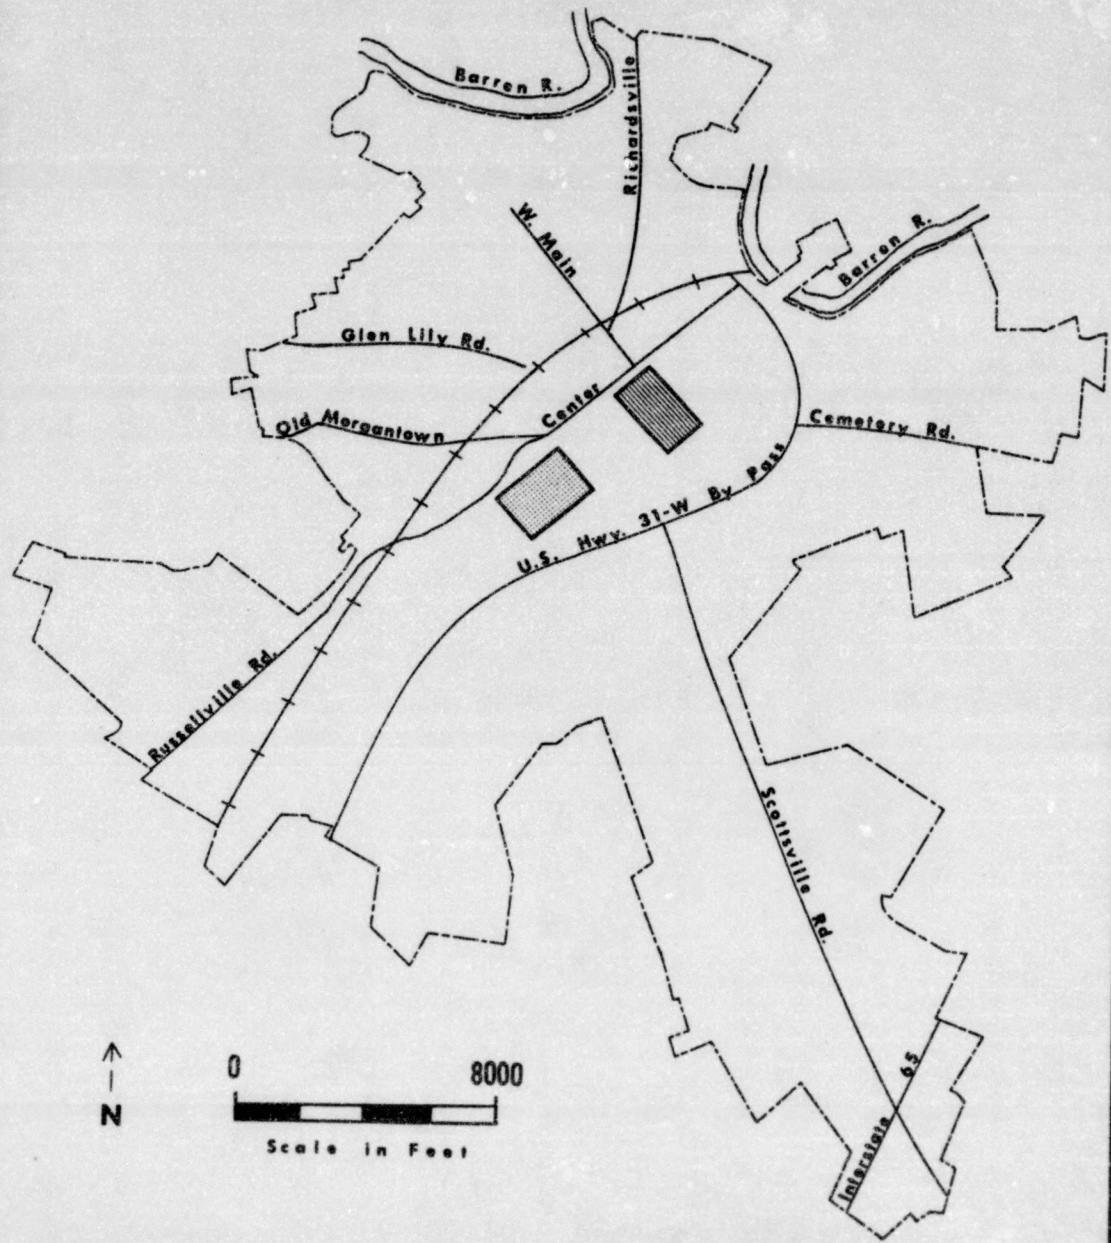 Barren R.
Richardsville
W. Main
Barren R.
Glen Lily Rd.
Center
Old Morgantown
Cemetery Rd.
U.S. Hwy. 31-W By Pass
Russellville Rd.
Scottsville Rd.
Interstate 65
N
0 8000
Scale in Feet